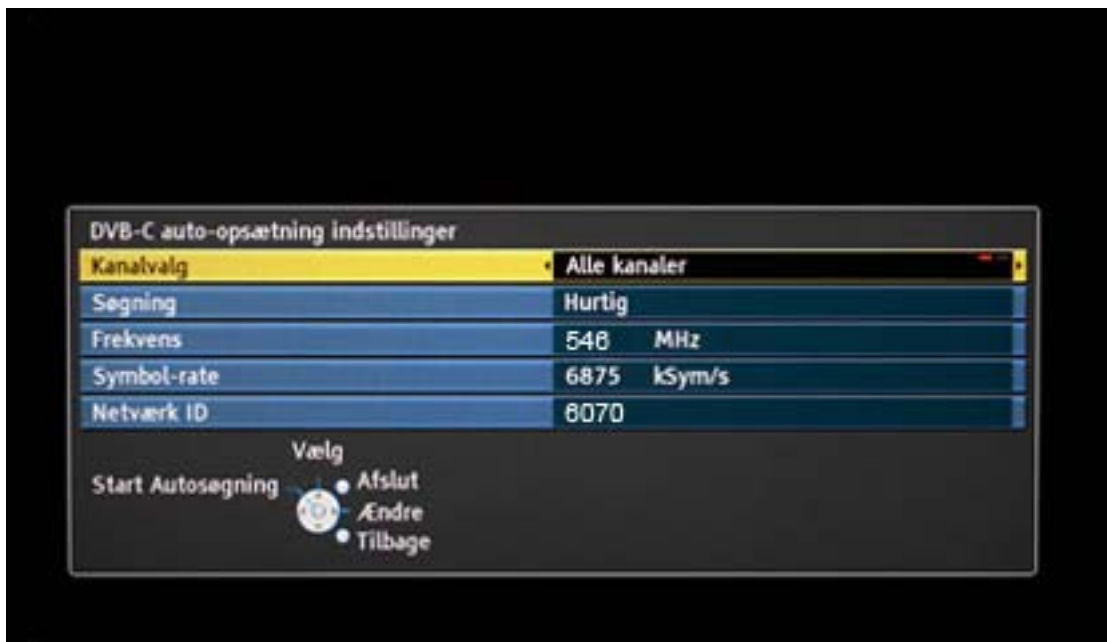 DVB-C auto-opsætning indstillinger
Kanalvalg Alle kanaler
Søgning Hurtig
Frekvens 546 MHz
Symbol-rate 6875 kSym/s
Netværk ID 6070
Vælg
Start Autosøgning Afslut
Ændre
Tilbage